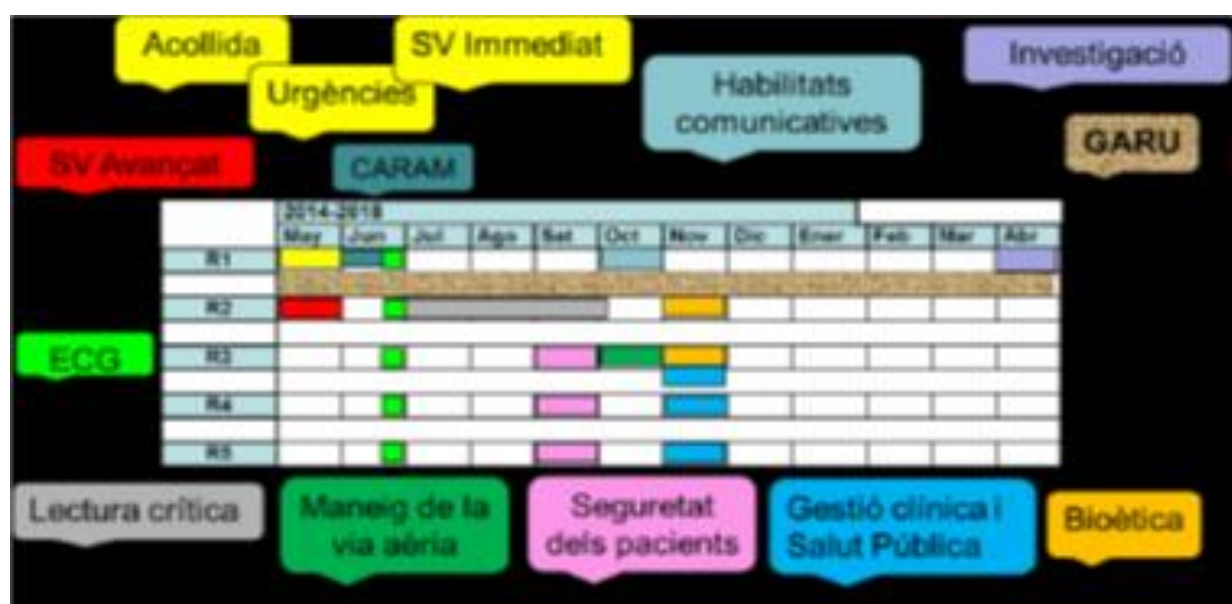 Acollida
SV Immediat
Investigació
Urgències
Habilitats
comunicatives
GARU
SV Avançat
CARAM
2014-2018
May Jun Jul Ago Set Oct Nov Dic Ener Feb Mar Abr
R1
R2
ECG
R3
R4
R5
Lectura crítica
Maneig de la
via aèria
Seguretat
dels pacients
Gestió clínica i
Salut Pública
Bioètica